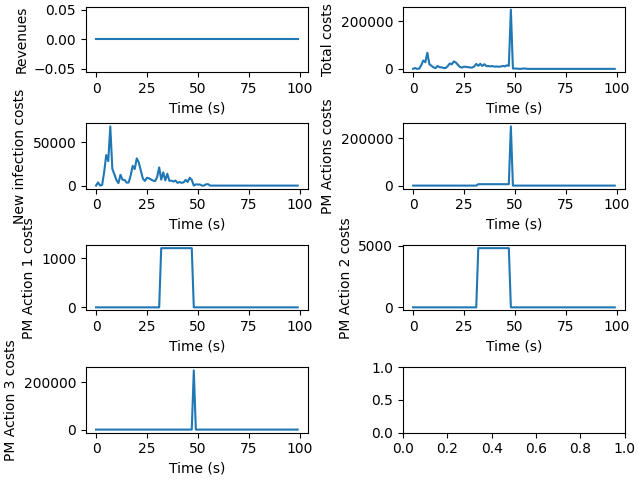 Revenues
0.05
0.00
−0.05
0 25 50 75 100
Time (s)
Total costs
200000
0
0 25 50 75 100
Time (s)
New infection costs
50000
0
0 25 50 75 100
Time (s)
PM Actions costs
200000
0
0 25 50 75 100
Time (s)
PM Action 1 costs
1000
0
0 25 50 75 100
Time (s)
PM Action 2 costs
5000
0
0 25 50 75 100
Time (s)
PM Action 3 costs
200000
0
0 25 50 75 100
Time (s)
1.0
0.5
0.0
0.0 0.2 0.4 0.6 0.8 1.0